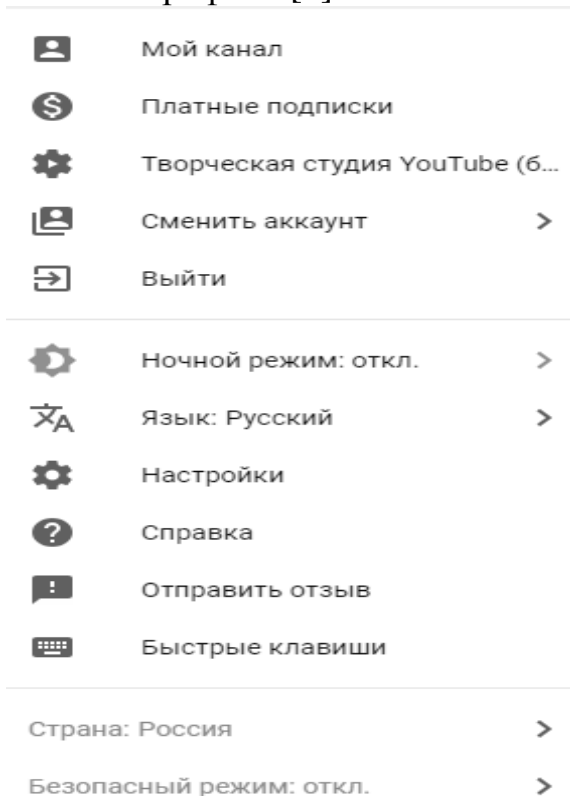 Мой канал
Платные подписки
Творческая студия YouTube (б...
Сменить аккаунт
Выйти
Ночной режим: откл.
Язык: Русский
Настройки
Справка
Отправить отзыв
Быстрые клавиши
Страна: Россия
Безопасный режим: откл.